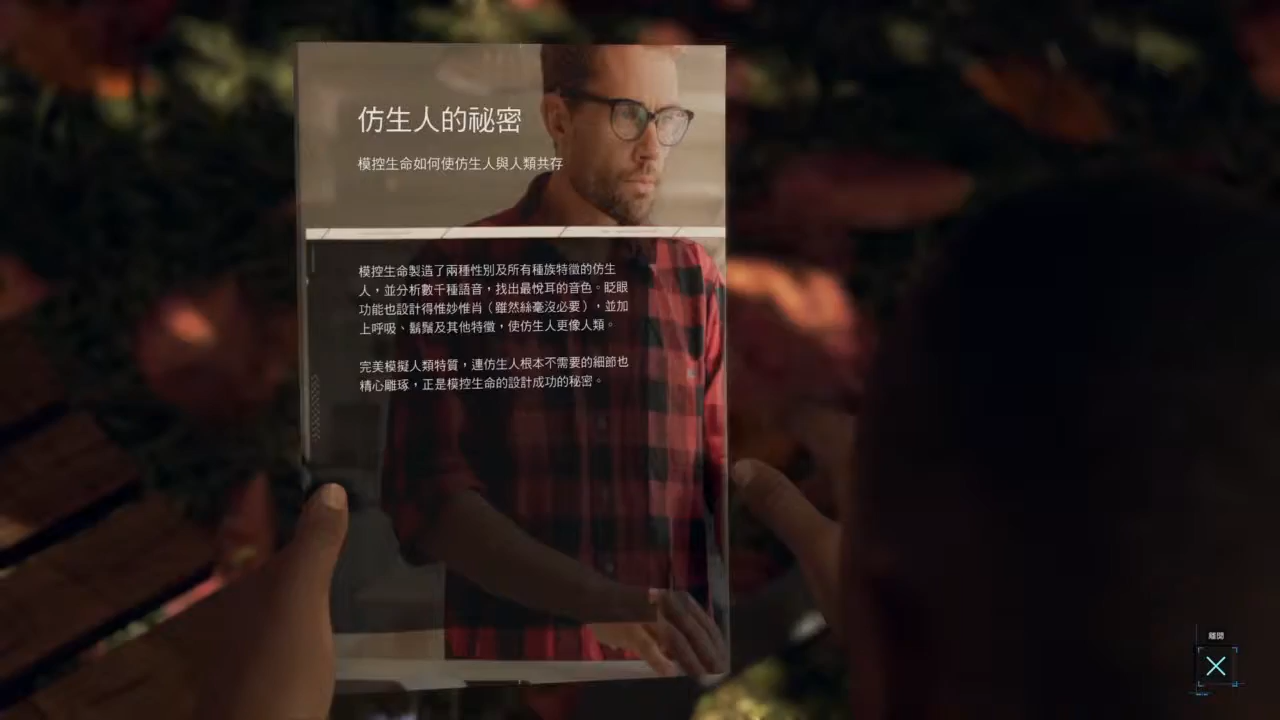 仿生人的祕密
模控生命如何使仿生人與人類共存
模控生命製造了兩種性別及所有種族特徵的仿生
人，並分析數千種語音，找出最悅耳的音色。眨眼
功能也設計得惟妙惟肖（雖然絲毫沒必要），並加
上呼吸、鬍鬚及其他特徵，使仿生人更像人類。
完美模擬人類特質，連仿生人根本不需要的細節也
精心雕琢，正是模控生命的設計成功的秘密。
離開